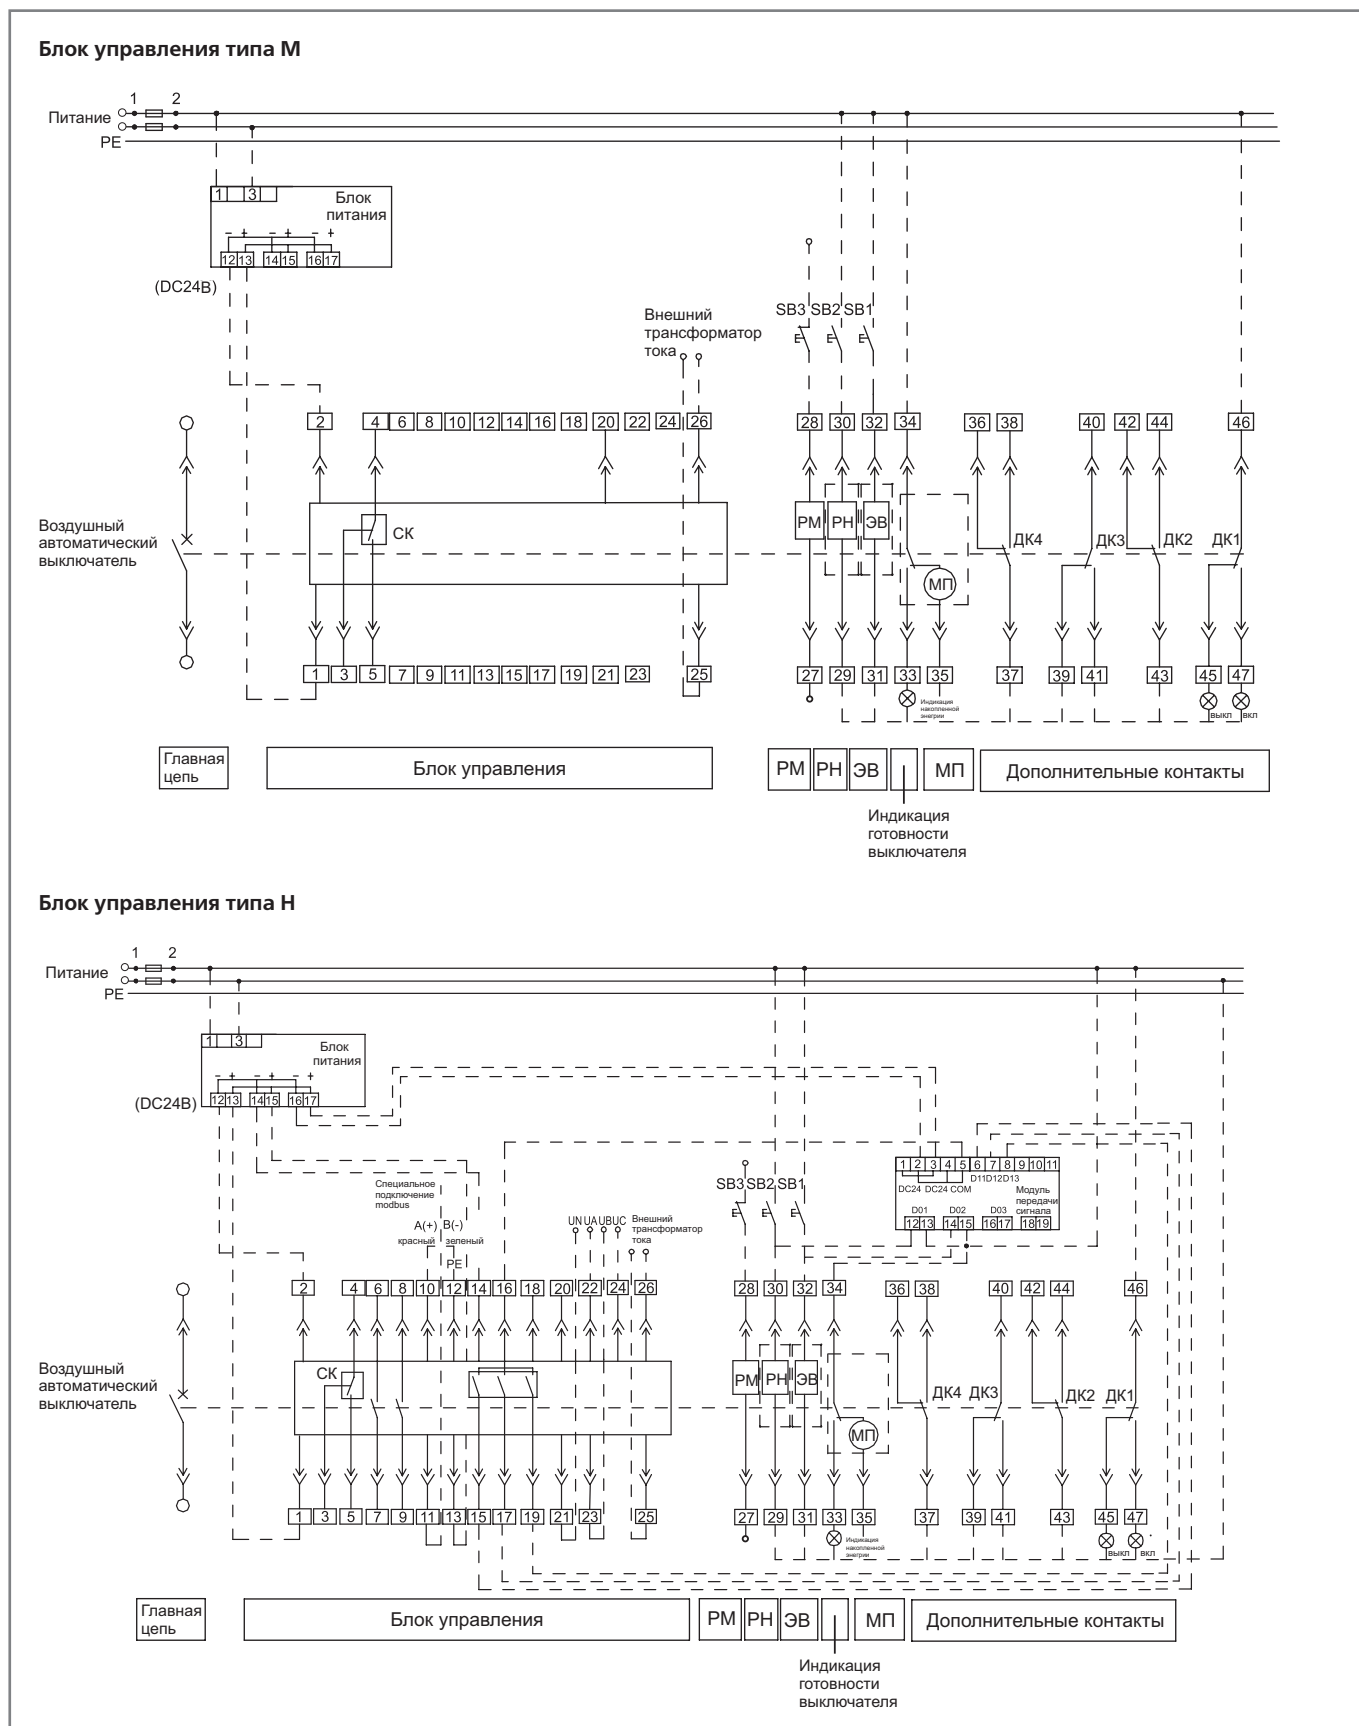 Блок управления типа М
1 2
Питание
PE
1 3 Блок
питания
- + - + - +
12 13 14 15 16 17
(DC24В)
Внешний
трансформатор
тока
SB3 SB2 SB1
2 4 6 8 10 12 14 16 18 20 22 24 26 28 30 32 34 36 38 40 42 44 46
Воздушный
автоматический
выключатель
СК
РМ РН ЭВ
МП
ДК4 ДК3 ДК2 ДК1
1 3 5 7 9 11 13 15 17 19 21 23 25 27 29 31 33 35 37 39 41 43 45 47
Индикация
накопленной
энегрии
выкл вкл
Главная
цепь
Блок управления
РМ РН ЭВ МП Дополнительные контакты
Индикация
готовности
выключателя
Блок управления типа Н
1 2
Питание
PE
1 3 Блок
питания
- + - + - +
12 13 14 15 16 17
(DC24В)
Специальное
подключение
modbus
A(+) B(-)
красный зеленый
PE
UN UA UB UC
Внешний
трансформатор
тока
SB3 SB2 SB1
1 2 3 4 5 6 7 8 9 10 11
D11 D12 D13
DC24 DC24 COM
Модуль
передачи
сигнала
D01 D02 D03
12 13 14 15 16 17 18 19
2 4 6 8 10 12 14 16 18 20 22 24 26 28 30 32 34 36 38 40 42 44 46
Воздушный
автоматический
выключатель
СК
РМ РН ЭВ
МП
ДК4 ДК3 ДК2 ДК1
1 3 5 7 9 11 13 15 17 19 21 23 25 27 29 31 33 35 37 39 41 43 45 47
Индикация
накопленной
энегрии
выкл вкл
Главная
цепь
Блок управления
РМ РН ЭВ МП Дополнительные контакты
Индикация
готовности
выключателя